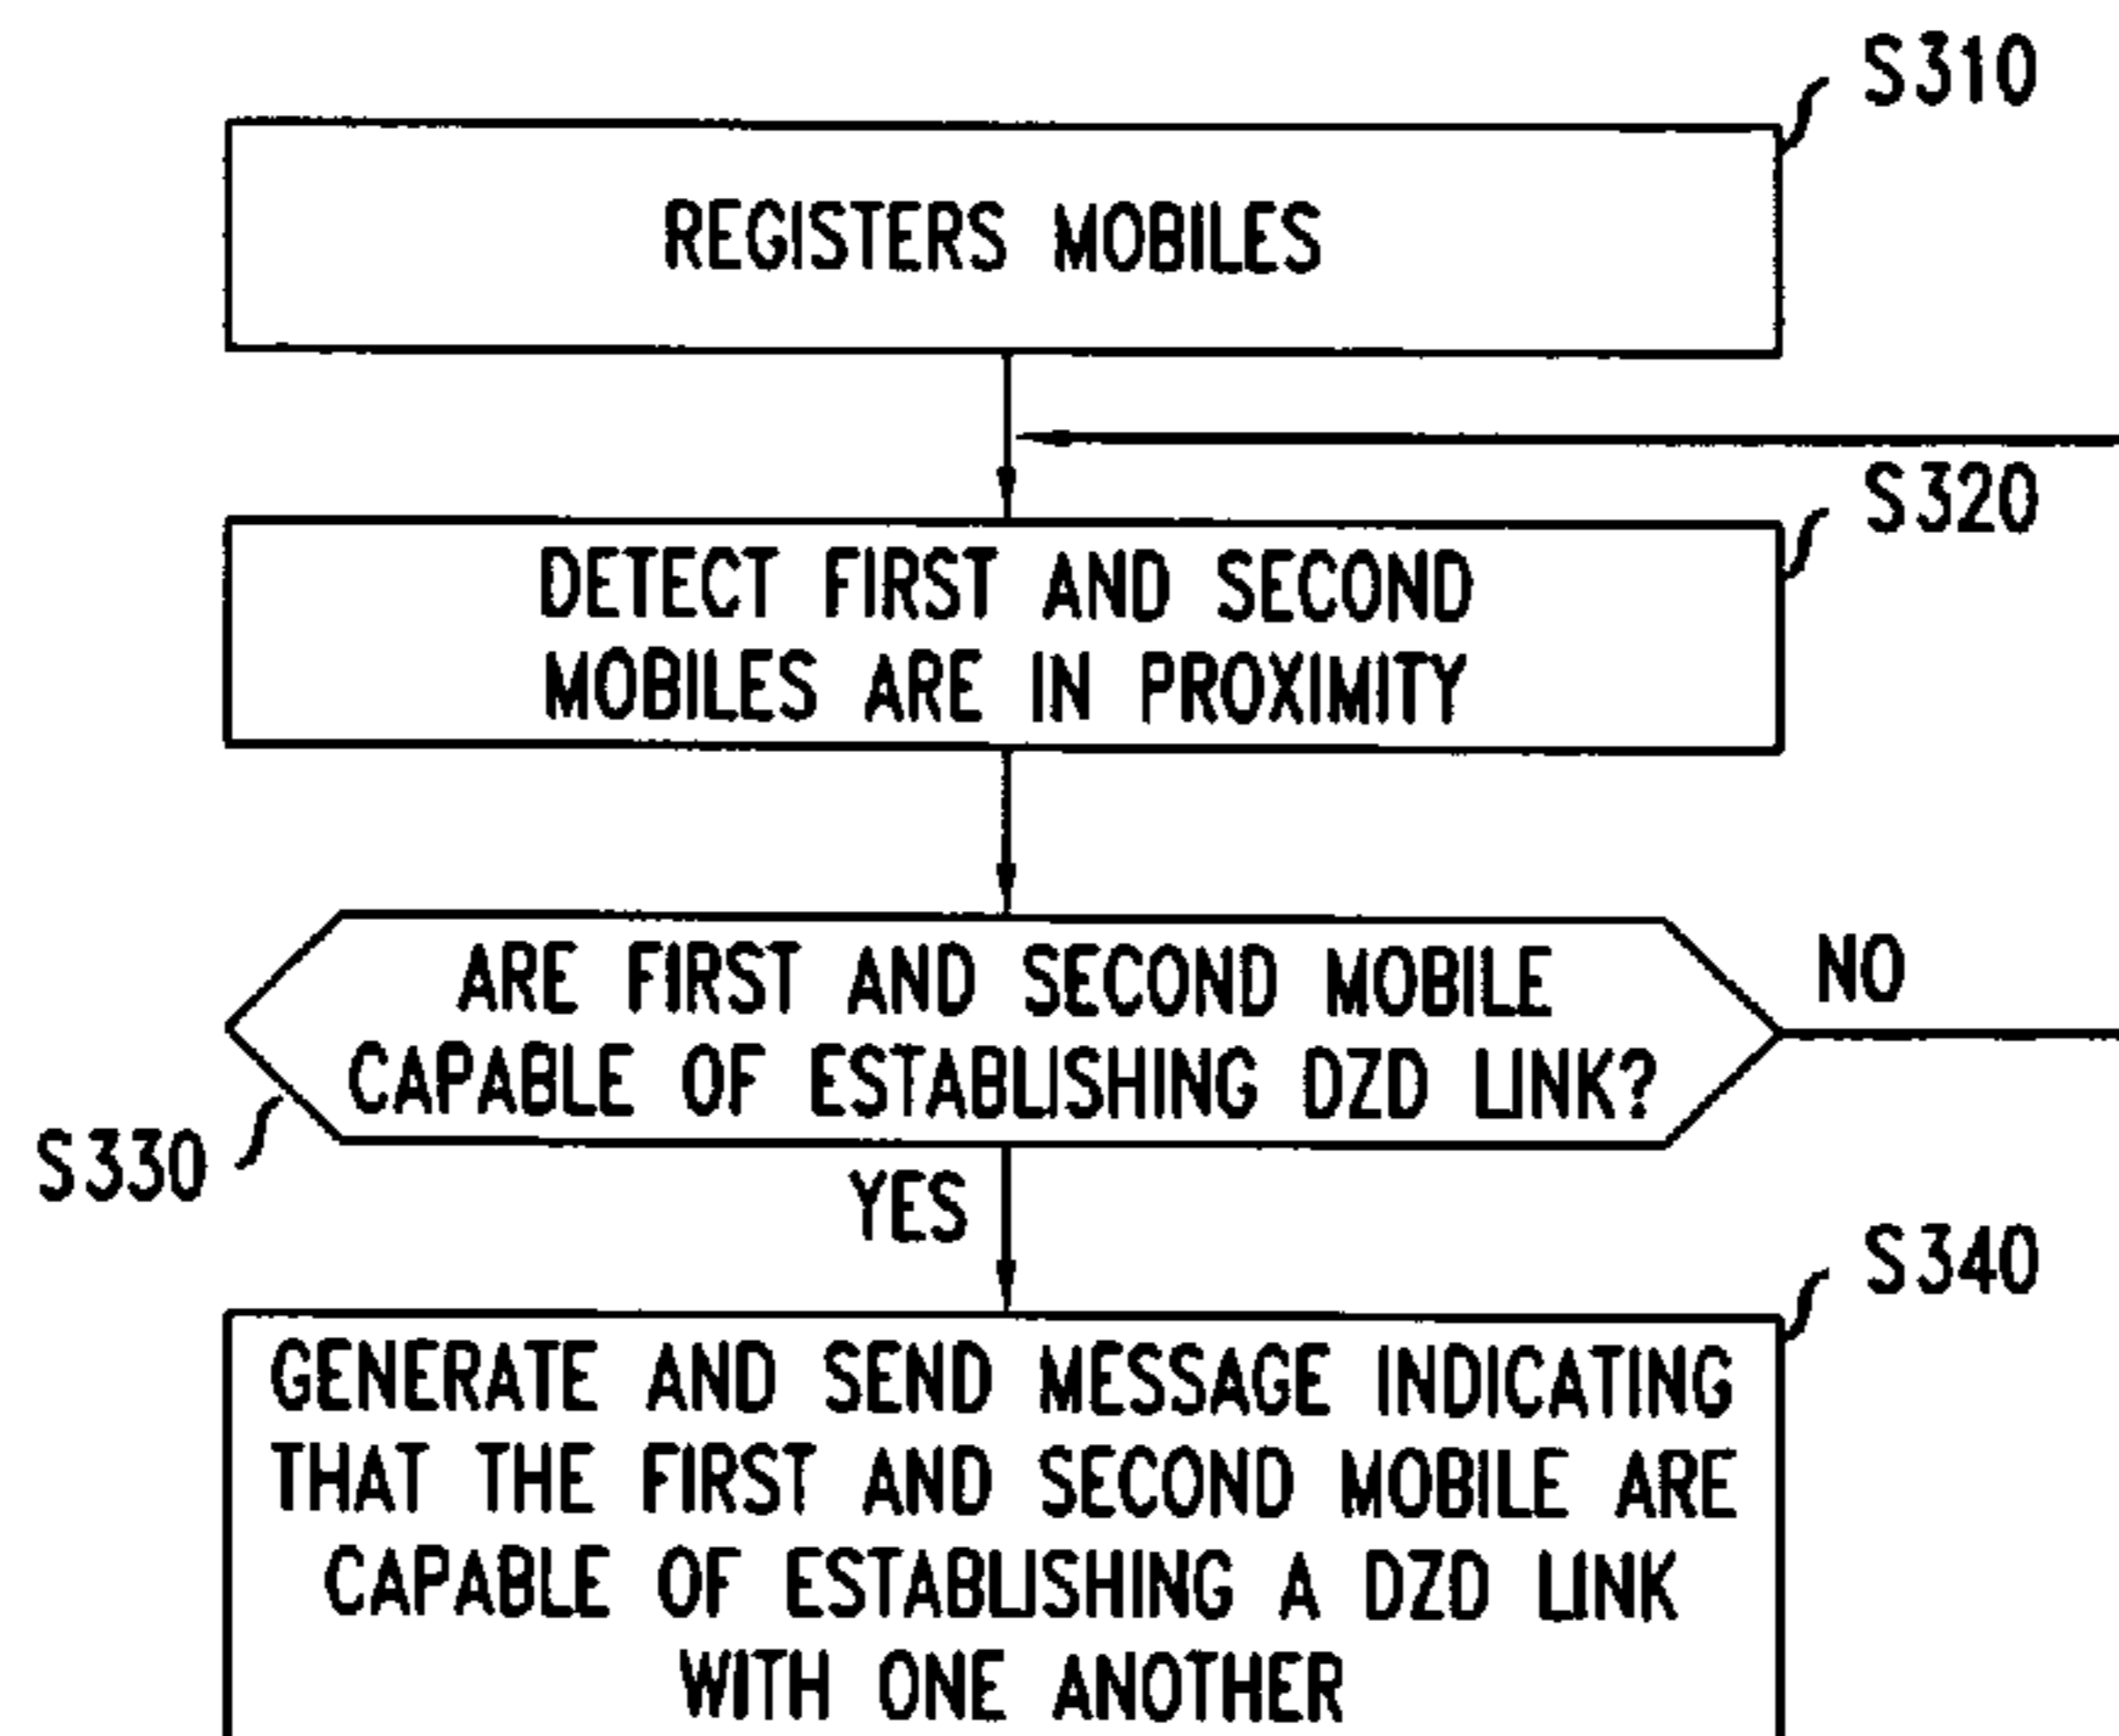 S310
REGISTERS MOBILES
S320
DETECT FIRST AND SECOND
MOBILES ARE IN PROXIMITY
ARE FIRST AND SECOND MOBILE
CAPABLE OF ESTABLISHING DZD LINK?
NO
S330
YES
S340
GENERATE AND SEND MESSAGE INDICATING
THAT THE FIRST AND SECOND MOBILE ARE
CAPABLE OF ESTABLISHING A DZD LINK
WITH ONE ANOTHER